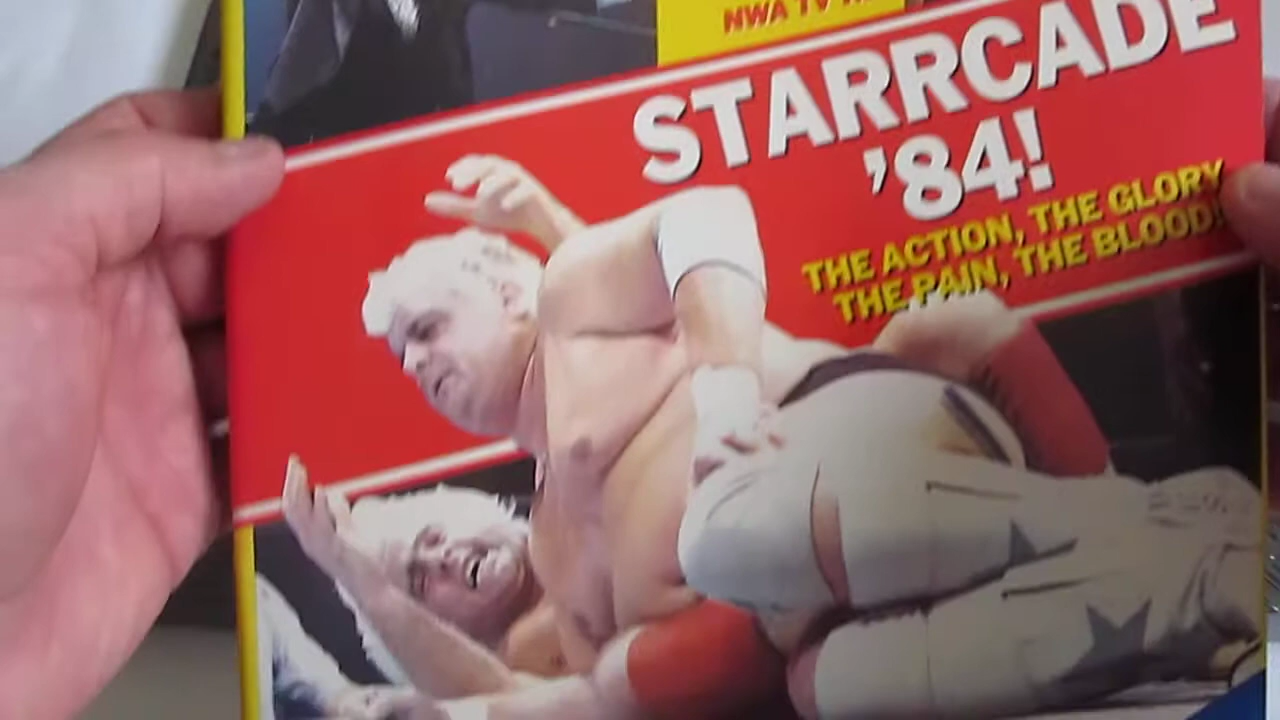 NWA TV
STARRCADE
'84!
THE ACTION, THE GLORY
THE PAIN, THE BLOOD!